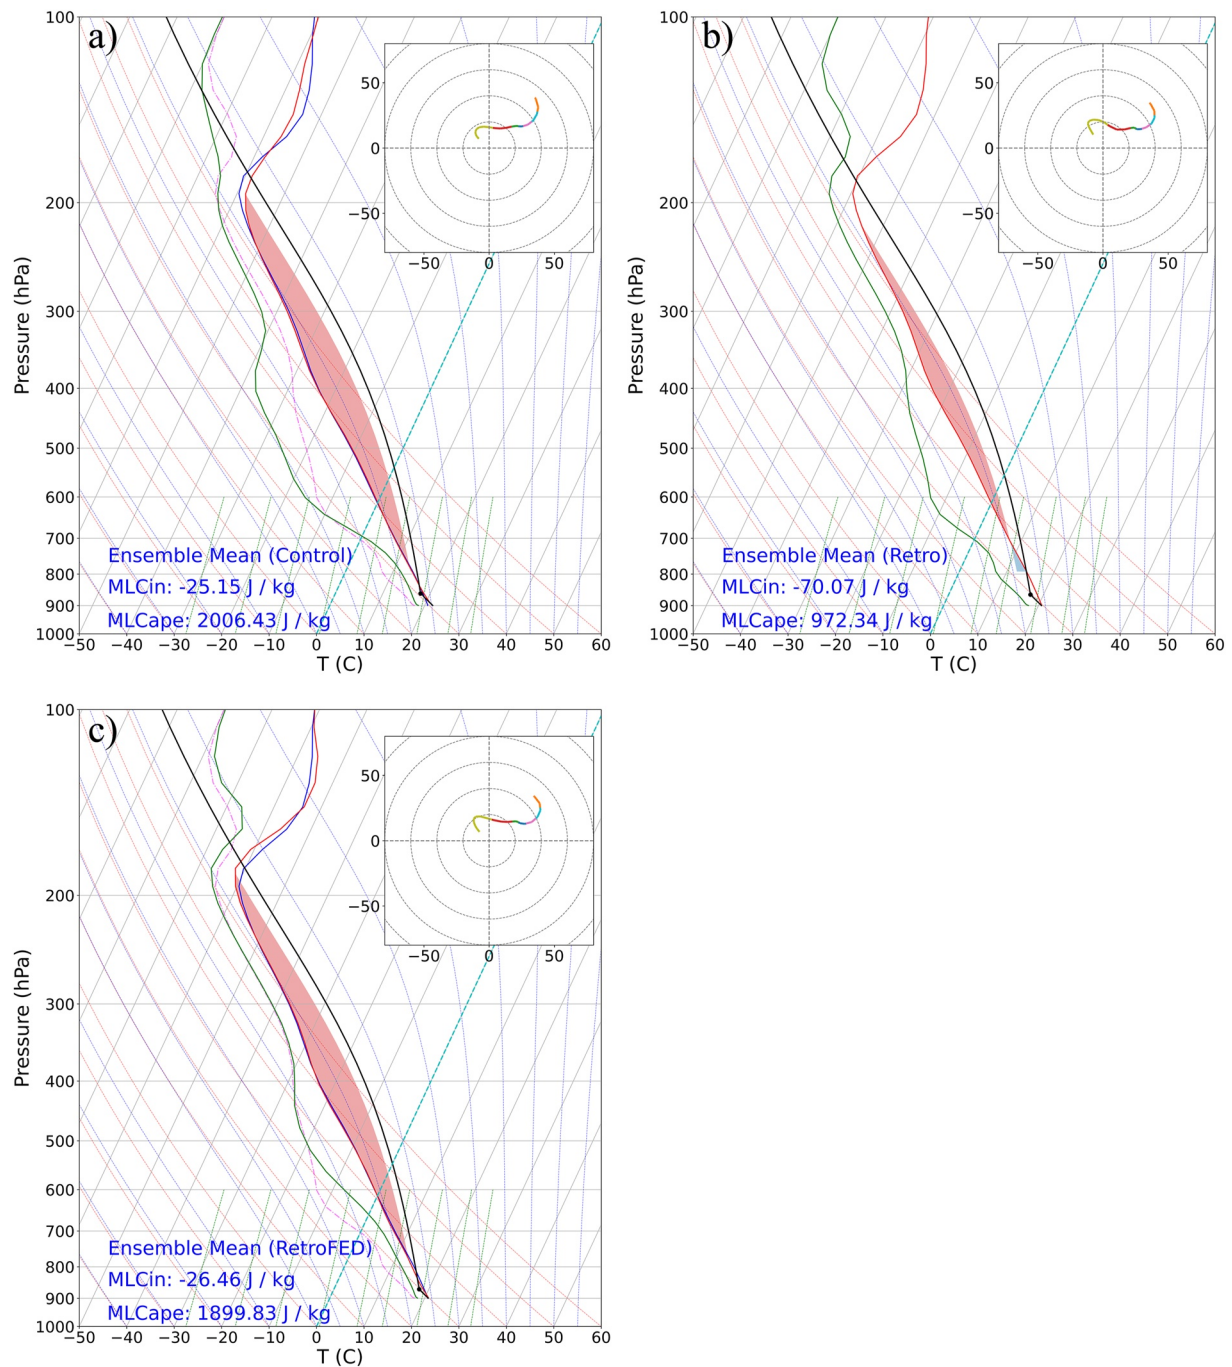 a)
100
200
300
400
500
600
700
800
900
1000
Pressure (hPa)
50
0
−50
−50 0 50
Ensemble Mean (Control)
MLCin: -25.15 J / kg
MLCape: 2006.43 J / kg
−50 −40 −30 −20 −10 0 10 20 30 40 50 60
T (C)
b)
100
200
300
400
500
600
700
800
900
1000
Pressure (hPa)
50
0
−50
−50 0 50
Ensemble Mean (Retro)
MLCin: -70.07 J / kg
MLCape: 972.34 J / kg
−50 −40 −30 −20 −10 0 10 20 30 40 50 60
T (C)
c)
100
200
300
400
500
600
700
800
900
1000
Pressure (hPa)
50
0
−50
−50 0 50
Ensemble Mean (RetroFED)
MLCin: -26.46 J / kg
MLCape: 1899.83 J / kg
−50 −40 −30 −20 −10 0 10 20 30 40 50 60
T (C)